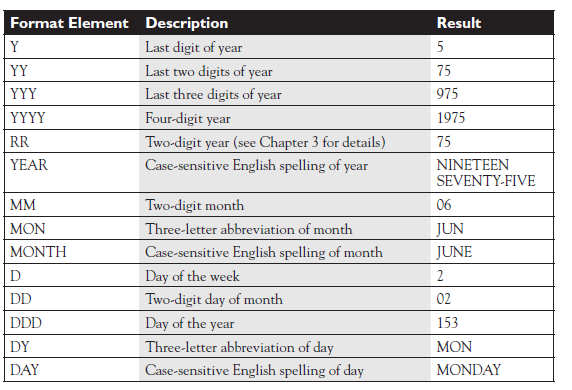 Format Element Description Result
Y Last digit of year 5
YY Last two digits of year 75
YYY Last three digits of year 975
YYYY Four-digit year 1975
RR Two-digit year (see Chapter 3 for details) 75
YEAR Case-sensitive English spelling of year NINETEEN
SEVENTY-FIVE
MM Two-digit month 06
MON Three-letter abbreviation of month JUN
MONTH Case-sensitive English spelling of month JUNE
D Day of the week 2
DD Two-digit day of month 02
DDD Day of the year 153
DY Three-letter abbreviation of day MON
DAY Case-sensitive English spelling of day MONDAY